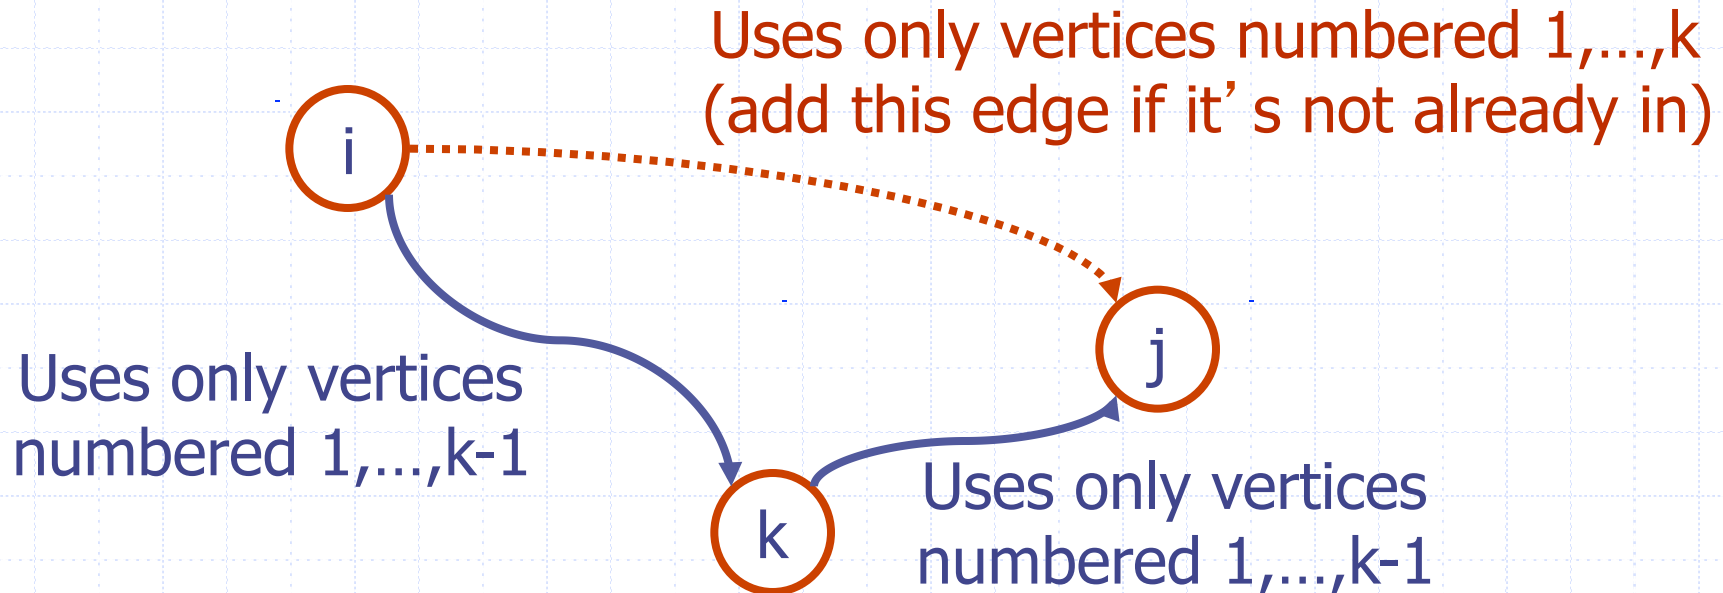 Uses only vertices numbered 1,...,k
(add this edge if it’s not already in)
i
j
Uses only vertices
numbered 1,...,k-1
Uses only vertices
numbered 1,...,k-1
k